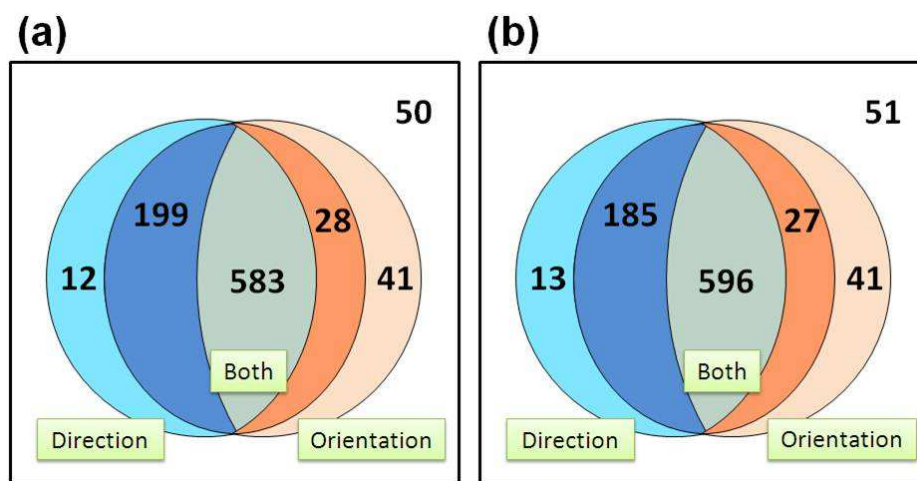 (a)
50
199
28
12
583
41
Both
Direction
Orientation
(b)
51
185
27
13
596
41
Both
Direction
Orientation